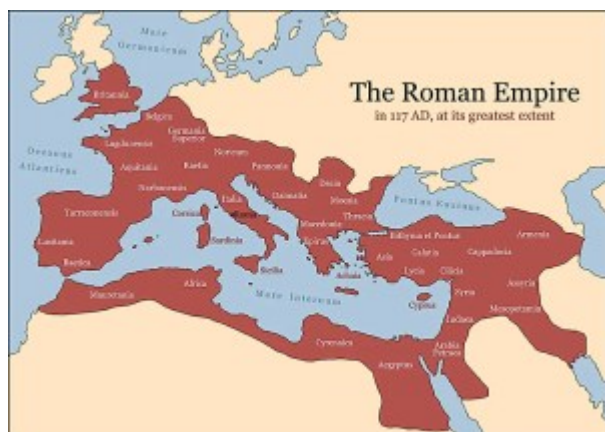 Mare
Germanicum
The Roman Empire
in 117 AD, at its greatest extent
Britannia
Belgica
Germania
Superior
Lugdunensis
Oceanus
Atlanticus
Noricum
Aquitania
Raetia
Pannonia
Dacia
Narbonensis
Dalmatia
Moesia
Pontus Euxinus
Italia
Corsica
Roma
Thracia
Tarraconensis
Macedonia
Bithynia et Pontus
Armenia
Lusitania
Sardinia
Epirus
Asia
Galatia
Cappadocia
Baetica
Sicilia
Achaia
Lycia
Cilicia
Assyria
Mauretania
Africa
Mare Internum
Cyprus
Syria
Mesopotamia
Iudaea
Cyrenaica
Arabia
Petraea
Aegyptus